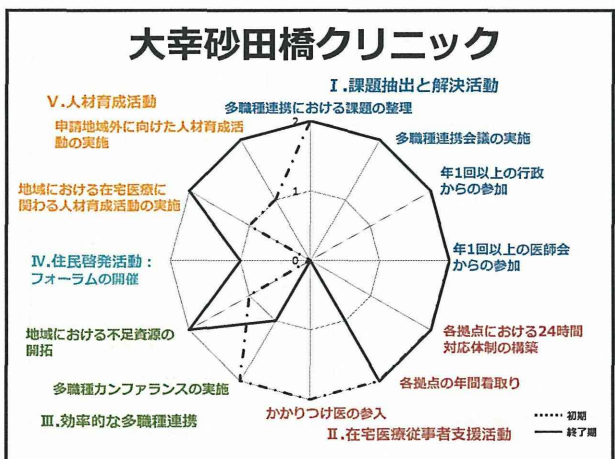 大幸砂田橋クリニック
Ⅰ.課題抽出と解決活動
Ⅴ.人材育成活動
多職種連携における課題の整理
申請地域外に向けた人材育成活
動の実施
2
多職種連携会議の実施
年1回以上の行政
からの参加
地域における在宅医療に
関わる人材育成活動の実施
1
Ⅳ.住民啓発活動:
フォーラムの開催
0
年1回以上の医師会
からの参加
地域における不足資源の
開拓
各拠点における24時間
対応体制の構築
多職種カンファランスの実施
各拠点の年間看取り
かかりつけ医の参入
Ⅲ.効率的な多職種連携
Ⅱ.在宅医療従事者支援活動
初期
終了期